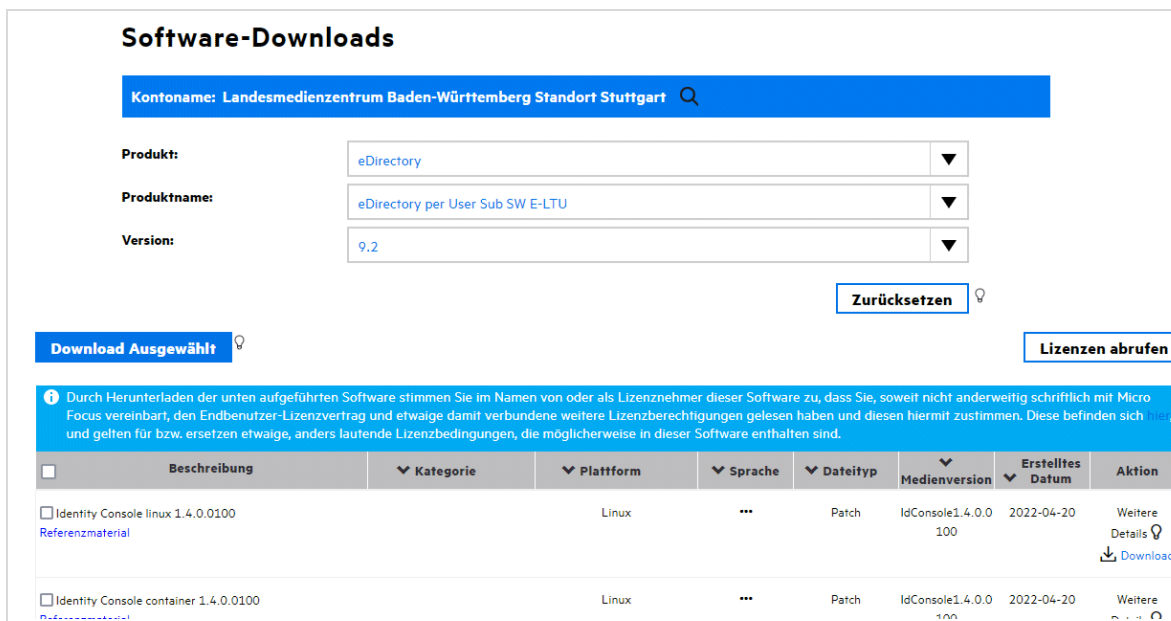 Software-Downloads
Kontoname: Landesmedienzentrum Baden-Württemberg Standort Stuttgart
Produkt:
eDirectory
Produktname:
eDirectory per User Sub SW E-LTU
Version:
9.2
Zurücksetzen
Download Ausgewählt
Lizenzen abrufen
Durch Herunterladen der unten aufgeführten Software stimmen Sie im Namen von oder als Lizenznehmer dieser Software zu, dass Sie, soweit nicht anderweitig schriftlich mit Micro
Focus vereinbart, den Endbenutzer-Lizenzvertrag und etwaige damit verbundene weitere Lizenzberechtigungen gelesen haben und diesen hiermit zustimmen. Diese befinden sich hier
und gelten für bzw. ersetzen etwaige, anders lautende Lizenzbedingungen, die möglicherweise in dieser Software enthalten sind.
Beschreibung Kategorie Plattform Sprache Dateityp Medienversion Erstelltes Datum Aktion
Identity Console linux 1.4.0.0100 Linux ••• Patch IdConsole1.4.0.0 2022-04-20 Weitere
Referenzmaterial 100 Details
Download
Identity Console container 1.4.0.0100 Linux ••• Patch IdConsole1.4.0.0 2022-04-20 Weitere
Referenzmaterial 100 Details